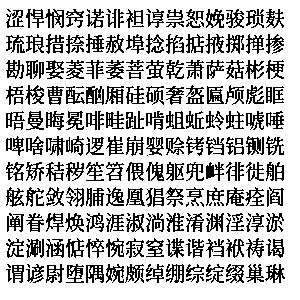 涩悍悯窍诺诽袒谆祟恕娩骏琐麸
琉琅措捺捶赦埠捻掐掂掖掷掸掺
勘聊娶菱菲萎菩萤乾萧萨菇彬梗
梧梭曹酝酗厢硅硕奢盔匾颅彪眶
晤曼晦冕啡畦趾啃蛆蚯蛉蛀唬唾
啤啥啸崎逻崔崩婴赊铐铛铝铡铣
铭矫秸秽笙笤偎傀躯兜衅徘徙舶
舷舵敛翎脯逸凰猖祭烹庶庵痊阎
阐眷焊焕鸿涯淑淌淮淆渊淫淳淤
淀涮涵惦悴惋寂窒谍谐裆袱祷谒
谓谚尉堕隅婉颇绰绷综绽缀巢琳